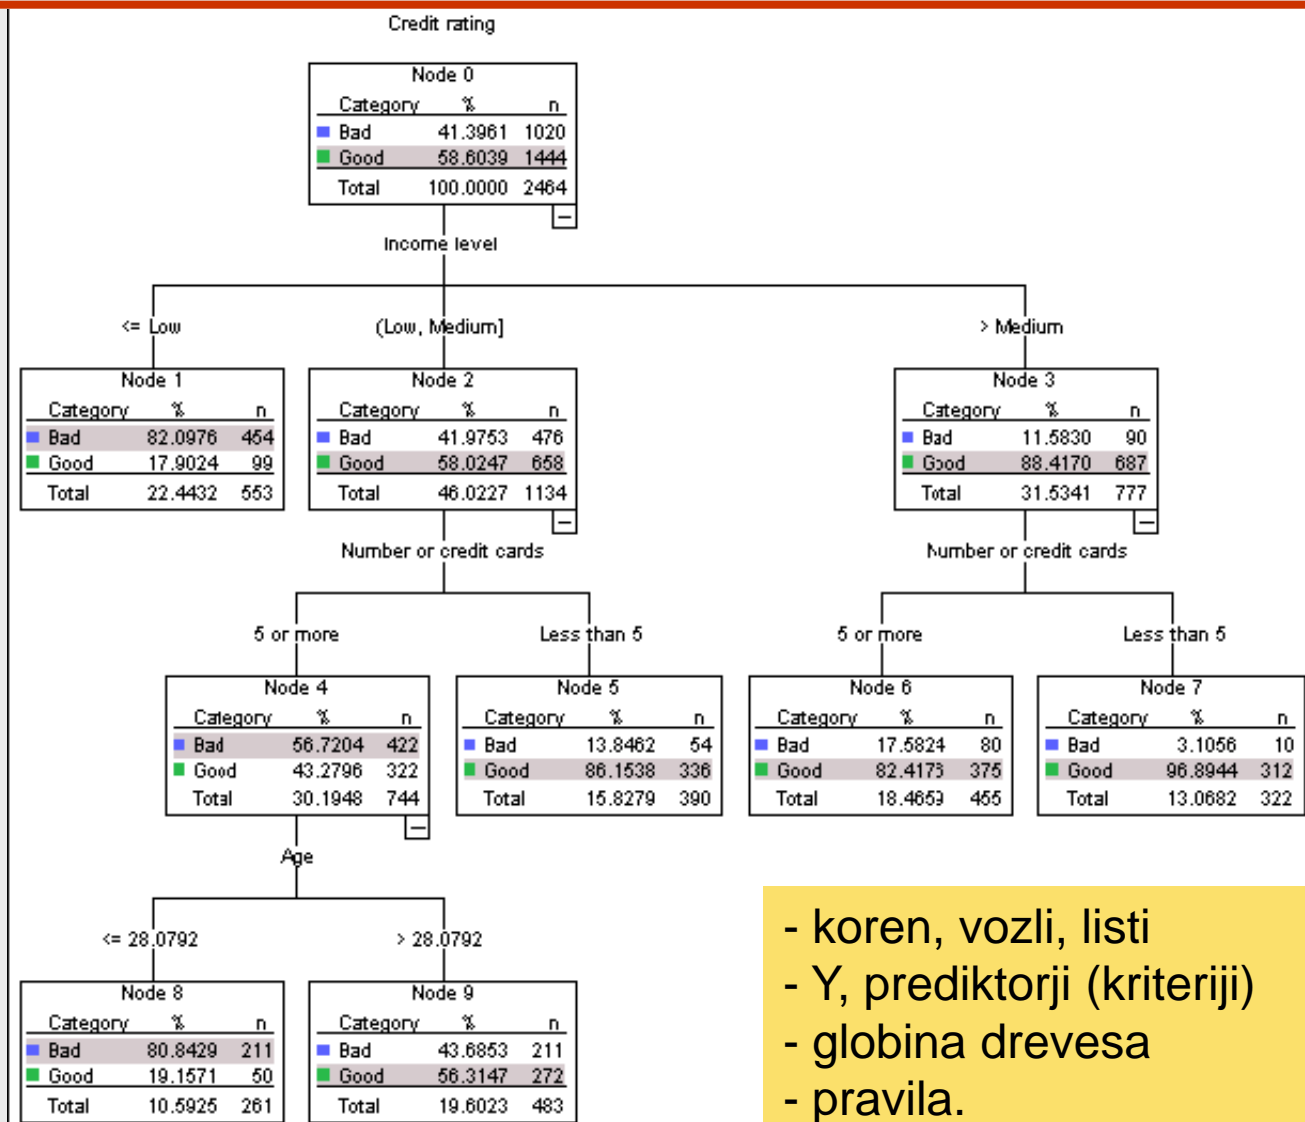 Credit rating
Node 0
Category % n
Bad 41.3961 1020
Good 58.6039 1444
Total 100.0000 2464
Income level
<= Low
(Low, Medium]
> Medium
Node 1
Category % n
Bad 82.0976 454
Good 17.9024 99
Total 22.4432 553
Node 2
Category % n
Bad 41.9753 476
Good 58.0247 658
Total 46.0227 1134
Node 3
Category % n
Bad 11.5830 90
Good 88.4170 687
Total 31.5341 777
Number or credit cards
Number or credit cards
5 or more
Less than 5
5 or more
Less than 5
Node 4
Category % n
Bad 56.7204 422
Good 43.2796 322
Total 30.1948 744
Node 5
Category % n
Bad 13.8462 54
Good 86.1538 336
Total 15.8279 390
Node 6
Category % n
Bad 17.5824 80
Good 82.4176 375
Total 18.4659 455
Node 7
Category % n
Bad 3.1056 10
Good 96.8944 312
Total 13.0682 322
Age
<= 28.0792
> 28.0792
Node 8
Category % n
Bad 80.8429 211
Good 19.1571 50
Total 10.5925 261
Node 9
Category % n
Bad 43.6853 211
Good 56.3147 272
Total 19.6023 483
- koren, vozli, listi
- Y, prediktorji (kriteriji)
- globina drevesa
- pravila.